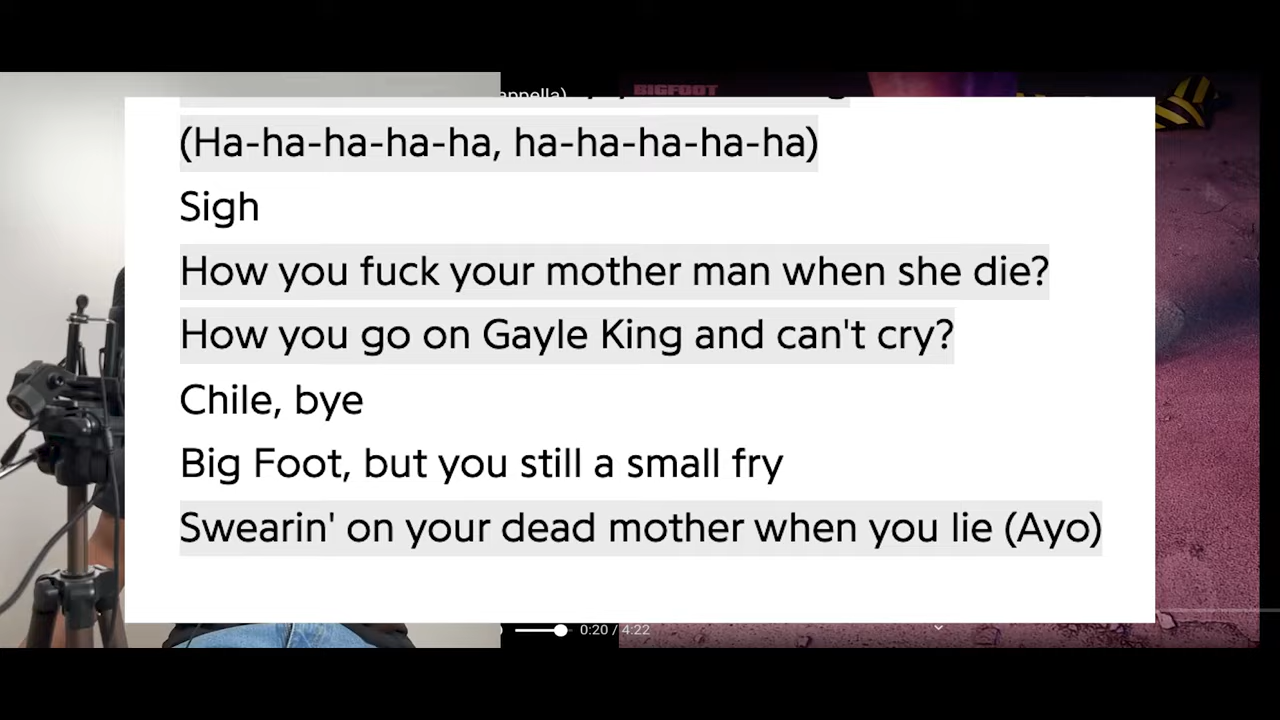 appella)
BIGFOOT
(Ha-ha-ha-ha-ha, ha-ha-ha-ha-ha)
Sigh
How you fuck your mother man when she die?
How you go on Gayle King and can't cry?
Chile, bye
Big Foot, but you still a small fry
Swearin' on your dead mother when you lie (Ayo)
0:20 / 4:22